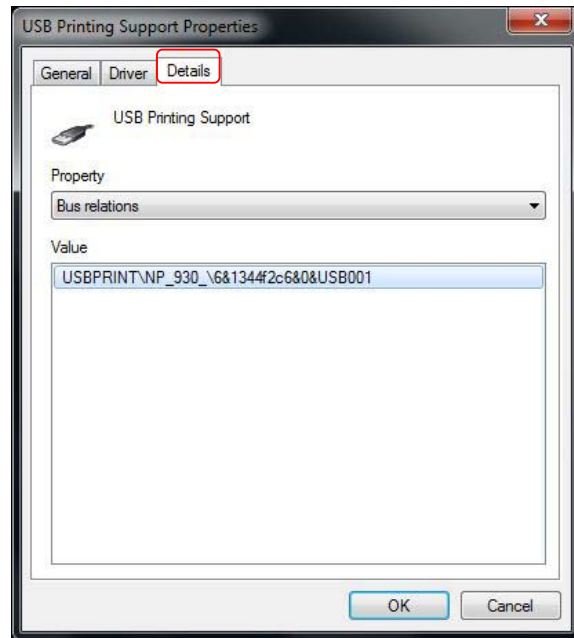 USB Printing Support Properties
General Driver Details
USB Printing Support
Property
Bus relations
Value
USBPRINT\NP_930_\6&1344f2c6&0&USB001
OK Cancel